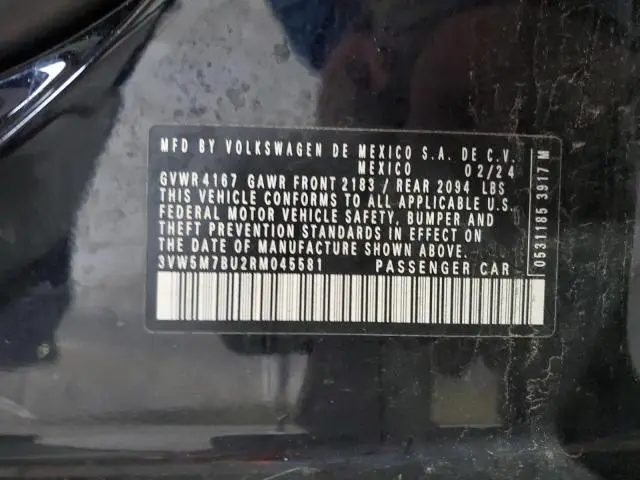 MFD BY VOLKSWAGEN DE MEXICO S.A. DE C.V.
MEXICO 02/24
GVWR 4167 GAWR FRONT 2183 / REAR 2094 LBS
THIS VEHICLE CONFORMS TO ALL APPLICABLE U.S.
FEDERAL MOTOR VEHICLE SAFETY, BUMPER AND
THEFT PREVENTION STANDARDS IN EFFECT ON
THE DATE OF MANUFACTURE SHOWN ABOVE.
3VW5M7BU2RM045581 PASSENGER CAR
0531185 3917 M